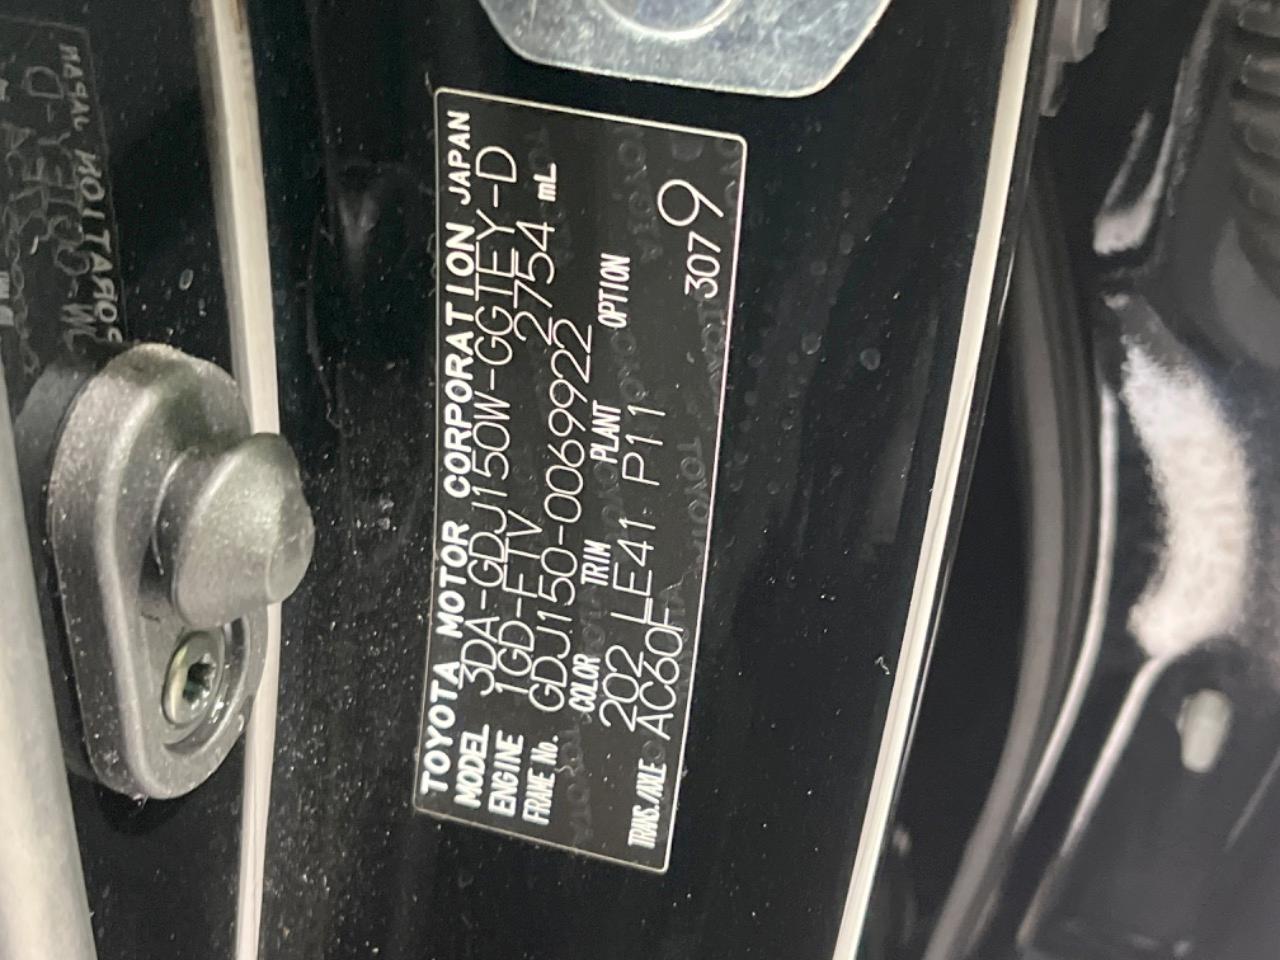 TOYOTA MOTOR CORPORATION JAPAN
MODEL 3DA-GDJ150W-GGTEY-D
ENGINE 1GD-FTV 2754 mL
FRAME No. GDJ150-0069922
COLOR TRIM PLANT OPTION
202 LE41 P11
TRANS./AXLE AC60F 3079